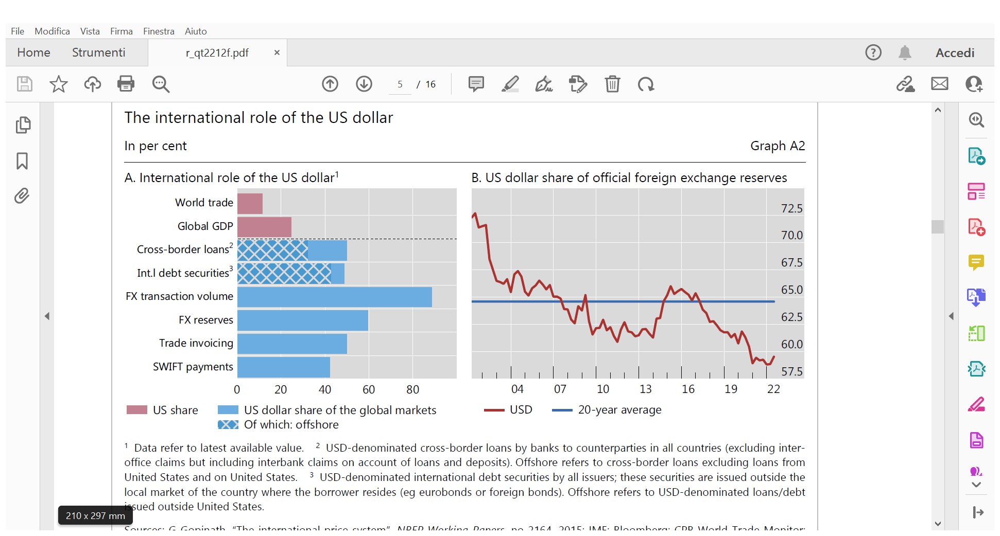 File Modifica Vista Firma Finestra Aiuto
Home Strumenti r_qt2212f.pdf × ? Accedi
5 / 16
The international role of the US dollar
In per cent Graph A2
A. International role of the US dollar¹
World trade
Global GDP
Cross-border loans²
Int.l debt securities³
FX transaction volume
FX reserves
Trade invoicing
SWIFT payments
0 20 40 60 80
US share US dollar share of the global markets
Of which: offshore
B. US dollar share of official foreign exchange reserves
72.5
70.0
67.5
65.0
62.5
60.0
57.5
04 07 10 13 16 19 22
USD 20-year average
¹ Data refer to latest available value. ² USD-denominated cross-border loans by banks to counterparties in all countries (excluding inter-
office claims but including interbank claims on account of loans and deposits). Offshore refers to cross-border loans excluding loans from
United States and on United States. ³ USD-denominated international debt securities by all issuers; these securities are issued outside the
local market of the country where the borrower resides (eg eurobonds or foreign bonds). Offshore refers to USD-denominated loans/debt
issued outside United States.
210 x 297 mm
Sources: G Gopinath, “The international price system”, NBER Working Papers, no 2164, 2015; IMF; Bloomberg; CPB World Trade Monitor;